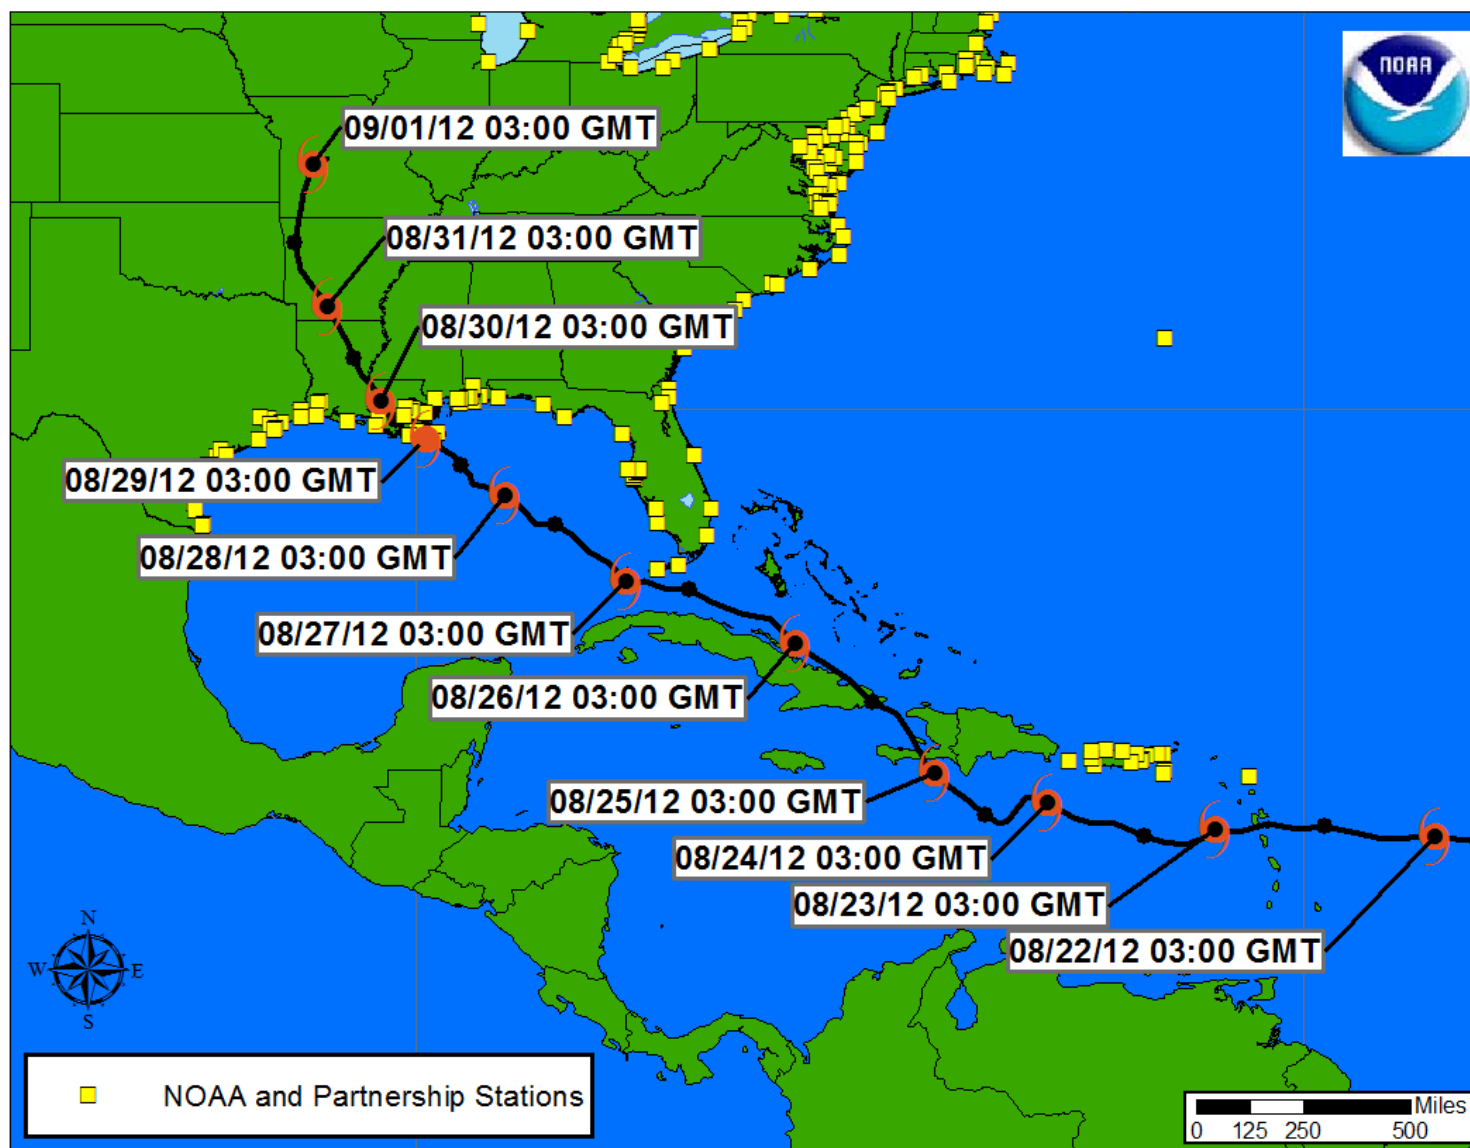 NOAA
09/01/12 03:00 GMT
08/31/12 03:00 GMT
08/30/12 03:00 GMT
08/29/12 03:00 GMT
08/28/12 03:00 GMT
08/27/12 03:00 GMT
08/26/12 03:00 GMT
08/25/12 03:00 GMT
08/24/12 03:00 GMT
08/23/12 03:00 GMT
08/22/12 03:00 GMT
N
W E
S
NOAA and Partnership Stations
Miles
0 125 250 500